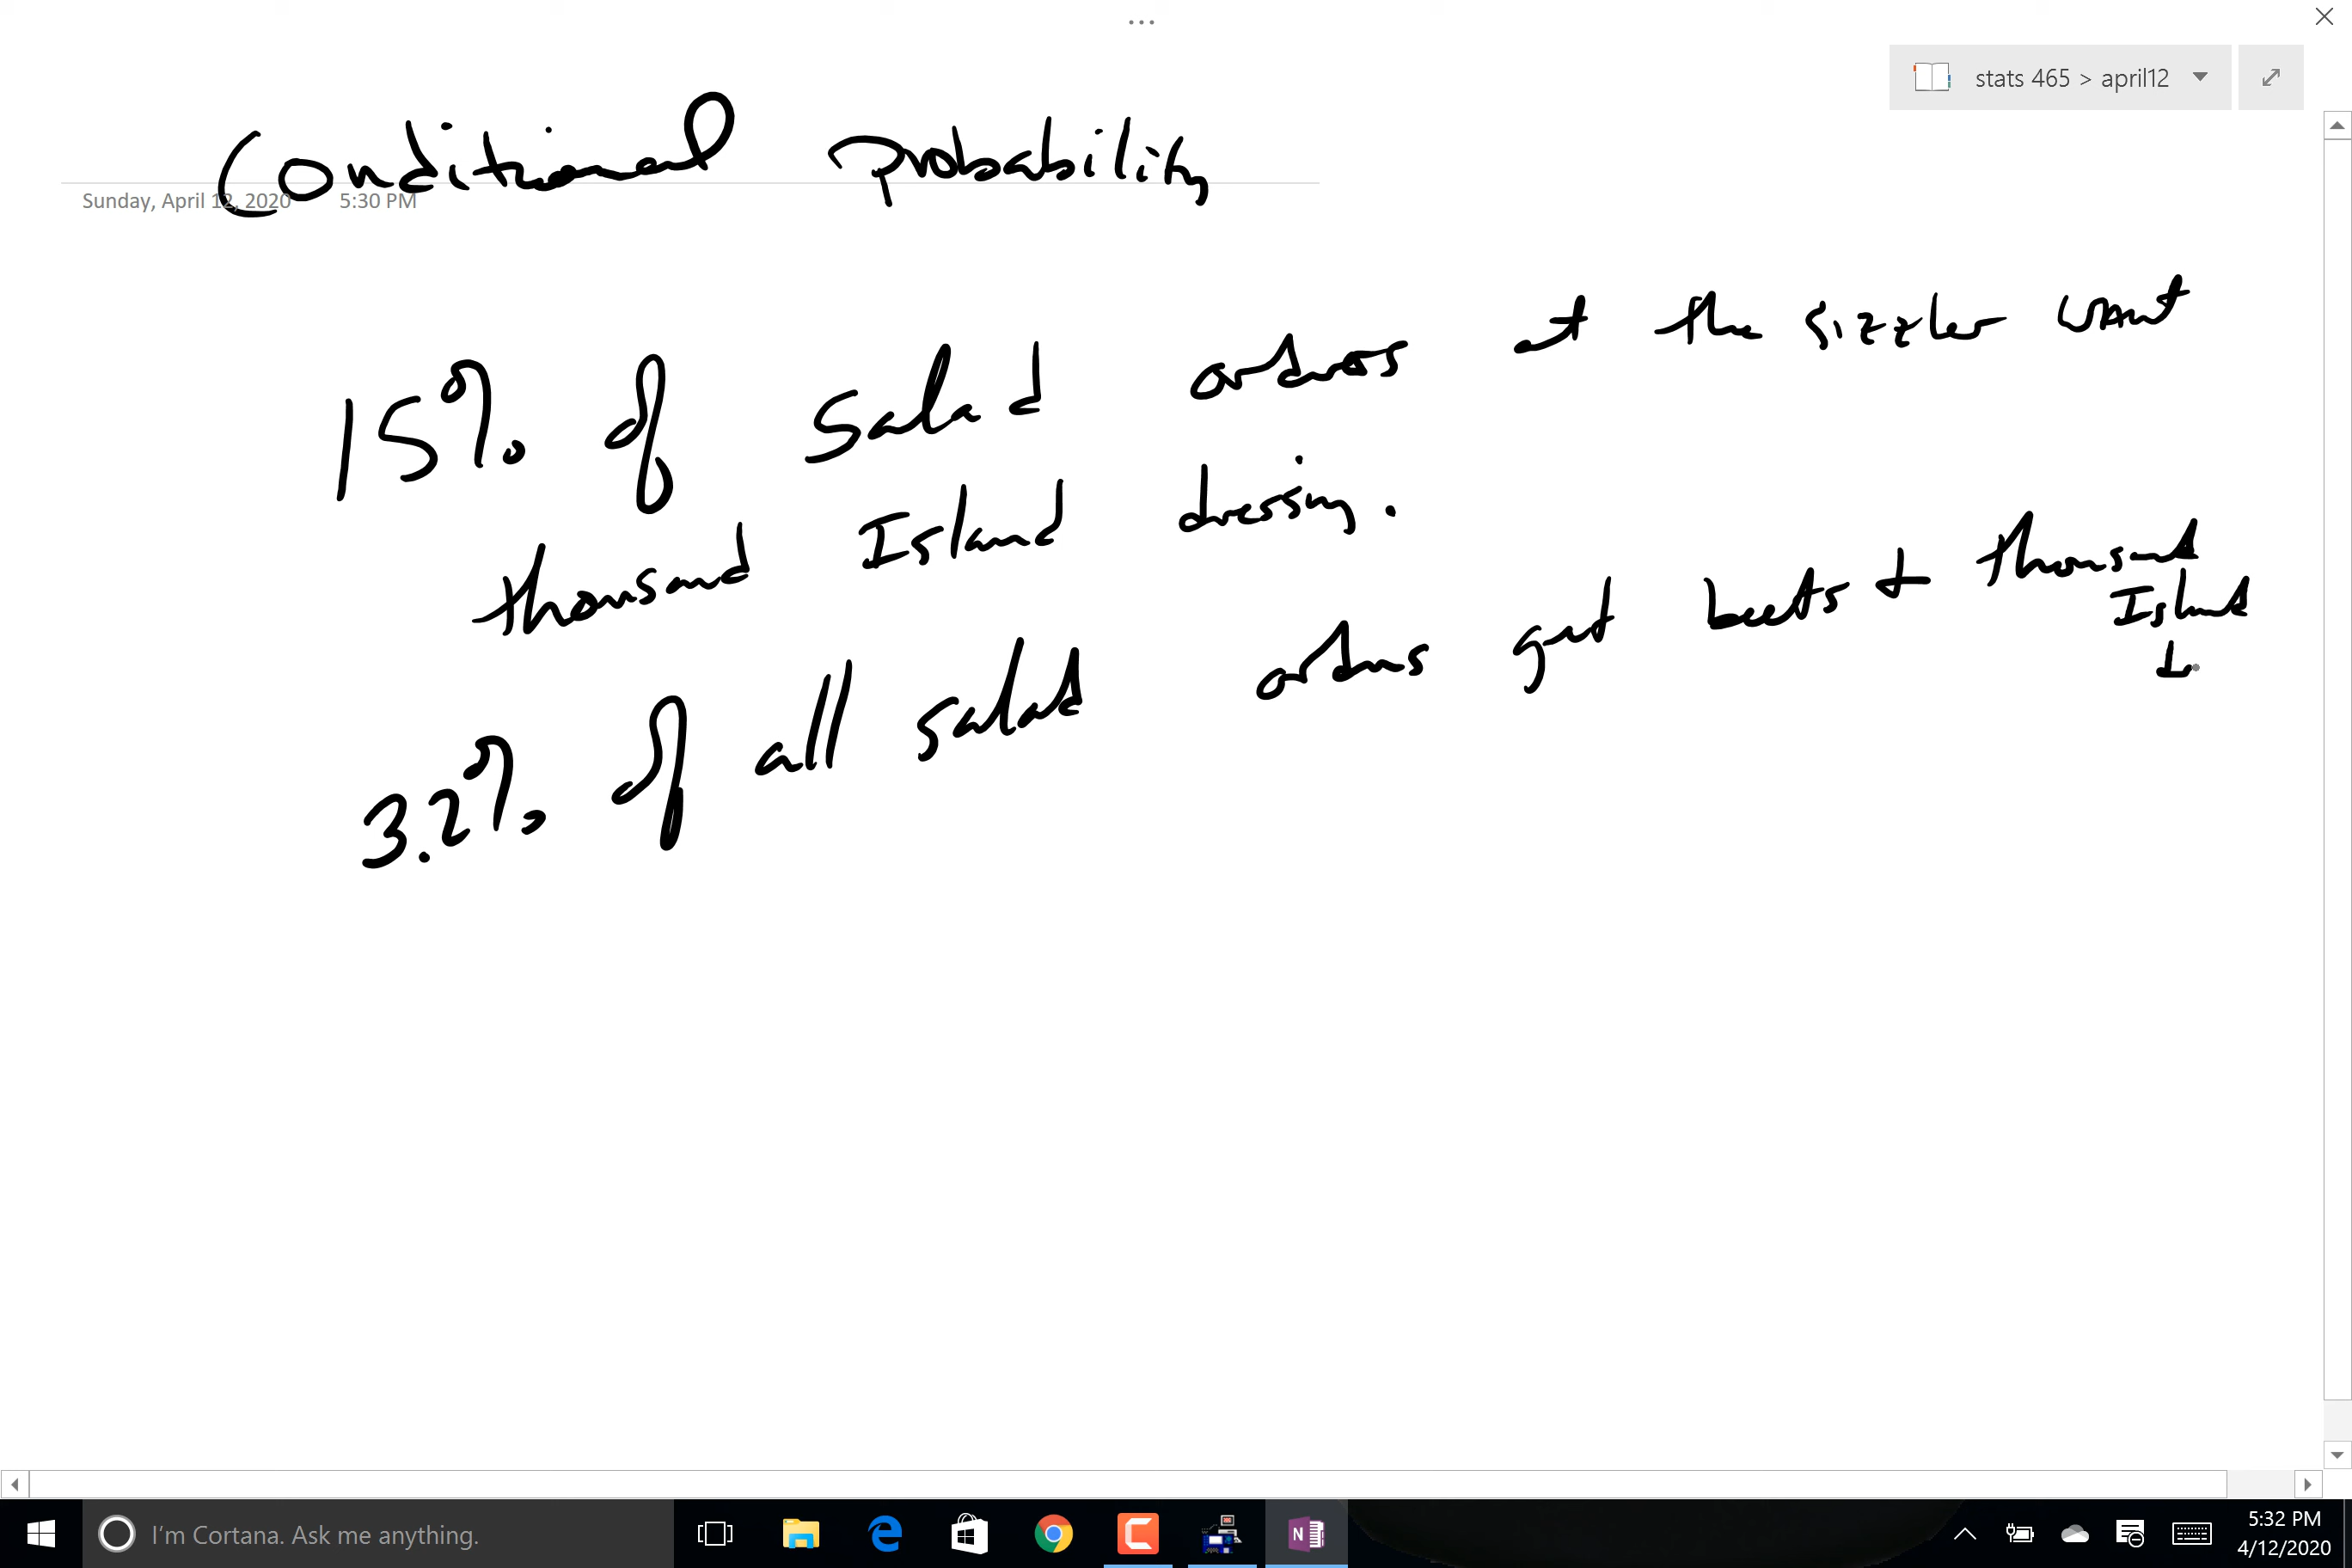 stats 465 > april12
Conditional probability
Sunday, April 12, 2020 5:30 PM
15% of salad orders at the sizzler want
thousand Island dressing.
3.2% of all salad orders get beets + thousand
Island
I'm Cortana. Ask me anything.
5:32 PM
4/12/2020